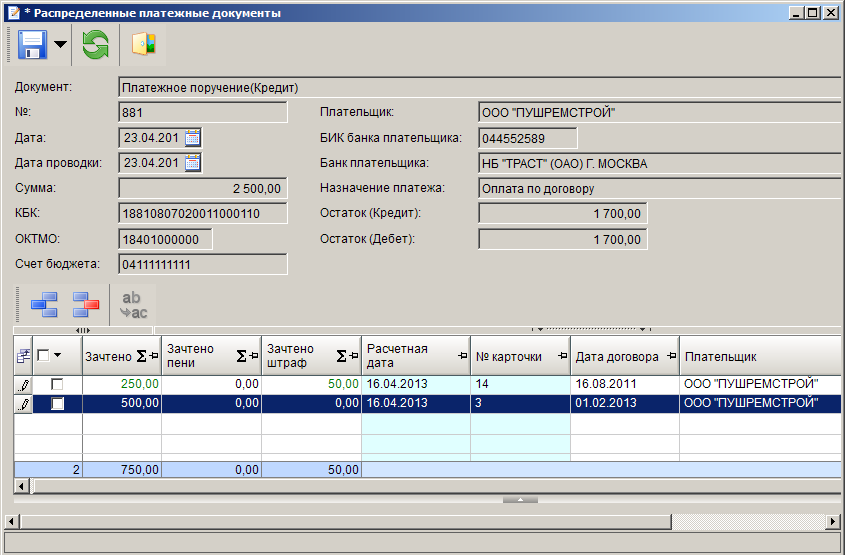 * Распределенные платежные документы
Документ: Платежное поручение(Кредит)
№: 881 Плательщик: ООО "ПУШРЕМСТРОЙ"
Дата: 23.04.201 БИК банка плательщика: 044552589
Дата проводки: 23.04.201 Банк плательщика: НБ "ТРАСТ" (ОАО) Г. МОСКВА
Сумма: 2 500,00 Назначение платежа: Оплата по договору
КБК: 18810807020011000110 Остаток (Кредит): 1 700,00
ОКТМО: 18401000000 Остаток (Дебет): 1 700,00
Счет бюджета: 04111111111
ab
ac
Зачтено Σ Зачтено пени Σ Зачтено штраф Σ Расчетная дата № карточки Дата договора Плательщик
250,00 0,00 50,00 16.04.2013 14 16.08.2011 ООО "ПУШРЕМСТРОЙ"
500,00 0,00 0,00 16.04.2013 3 01.02.2013 ООО "ПУШРЕМСТРОЙ"
2 750,00 0,00 50,00